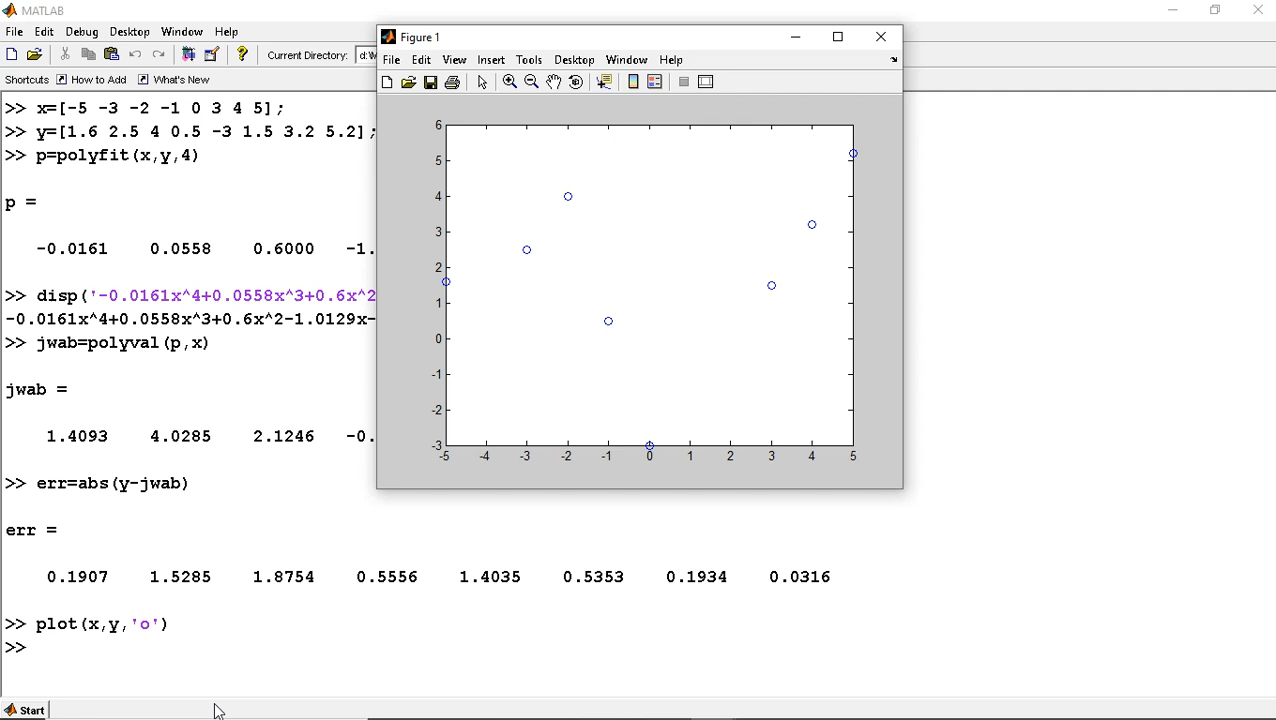 MATLAB
File Edit Debug Desktop Window Help
Current Directory: d:\
Shortcuts How to Add What's New
>> x=[-5 -3 -2 -1 0 3 4 5];
>> y=[1.6 2.5 4 0.5 -3 1.5 3.2 5.2];
>> p=polyfit(x,y,4)
p =
-0.0161 0.0558 0.6000 -1.
>> disp('-0.0161x^4+0.0558x^3+0.6x^2
-0.0161x^4+0.0558x^3+0.6x^2-1.0129x-
>> jwab=polyval(p,x)
jwab =
1.4093 4.0285 2.1246 -0.
>> err=abs(y-jwab)
err =
0.1907 1.5285 1.8754 0.5556 1.4035 0.5353 0.1934 0.0316
>> plot(x,y,'o')
>>
Start
Figure 1
File Edit View Insert Tools Desktop Window Help
6
5
4
3
2
1
0
-1
-2
-3
-5 -4 -3 -2 -1 0 1 2 3 4 5